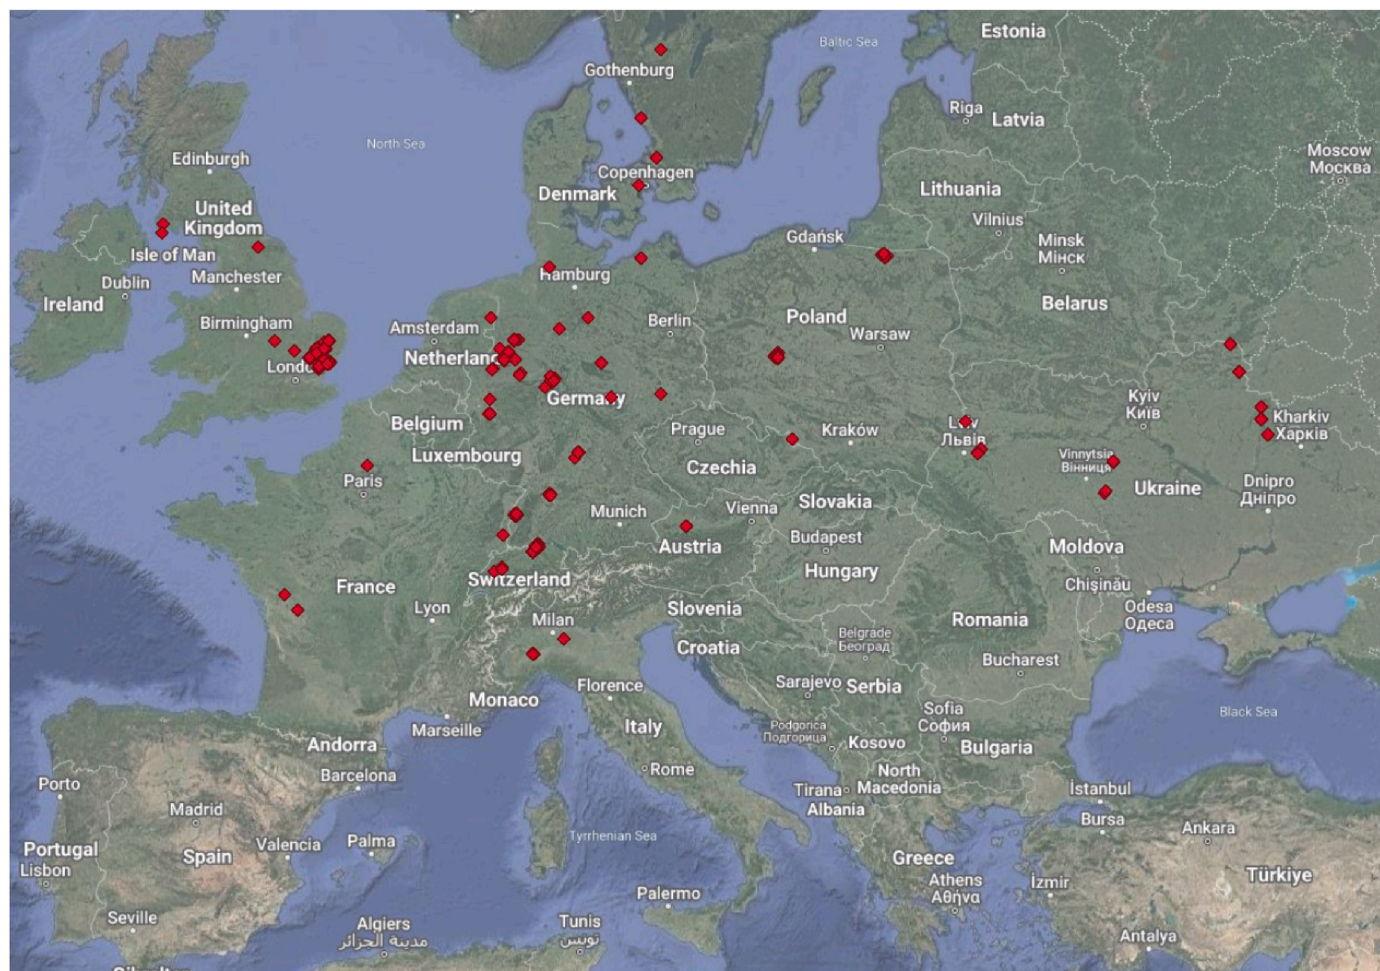 Estonia
Baltic Sea
Gothenburg
Riga
Latvia
North Sea
Moscow
Москва
Edinburgh
Copenhagen
Denmark
Lithuania
United
Kingdom
Vilnius
Gdańsk
Minsk
Мінск
Isle of Man
Hamburg
Dublin
Manchester
Ireland
Belarus
Birmingham
Amsterdam
Berlin
Poland
Warsaw
Netherland
Londo
Germany
Kyiv
Київ
Belgium
Prague
Kraków
Львів
Kharkiv
Харків
Luxembourg
Czechia
Vinnytsia
Вінниця
Paris
Ukraine
Dnipro
Дніпро
Munich
Vienna
Slovakia
Austria
Budapest
Hungary
Moldova
Chișinău
France
Switzerland
Lyon
Milan
Slovenia
Croatia
Romania
Odesa
Одеса
Belgrade
Београд
Bucharest
Monaco
Florence
Sarajevo
Serbia
Marseille
Italy
Sofia
София
Black Sea
Podgorica
Подгорица
Kosovo
Bulgaria
Andorra
Barcelona
Rome
North
Macedonia
Tirana
Albania
İstanbul
Porto
Madrid
Bursa
Ankara
Valencia
Palma
Tyrrhenian Sea
Portugal
Lisbon
Spain
Greece
Athens
Αθήνα
İzmir
Türkiye
Palermo
Seville
Algiers
مدينة الجزائر
Tunis
تونس
Antalya